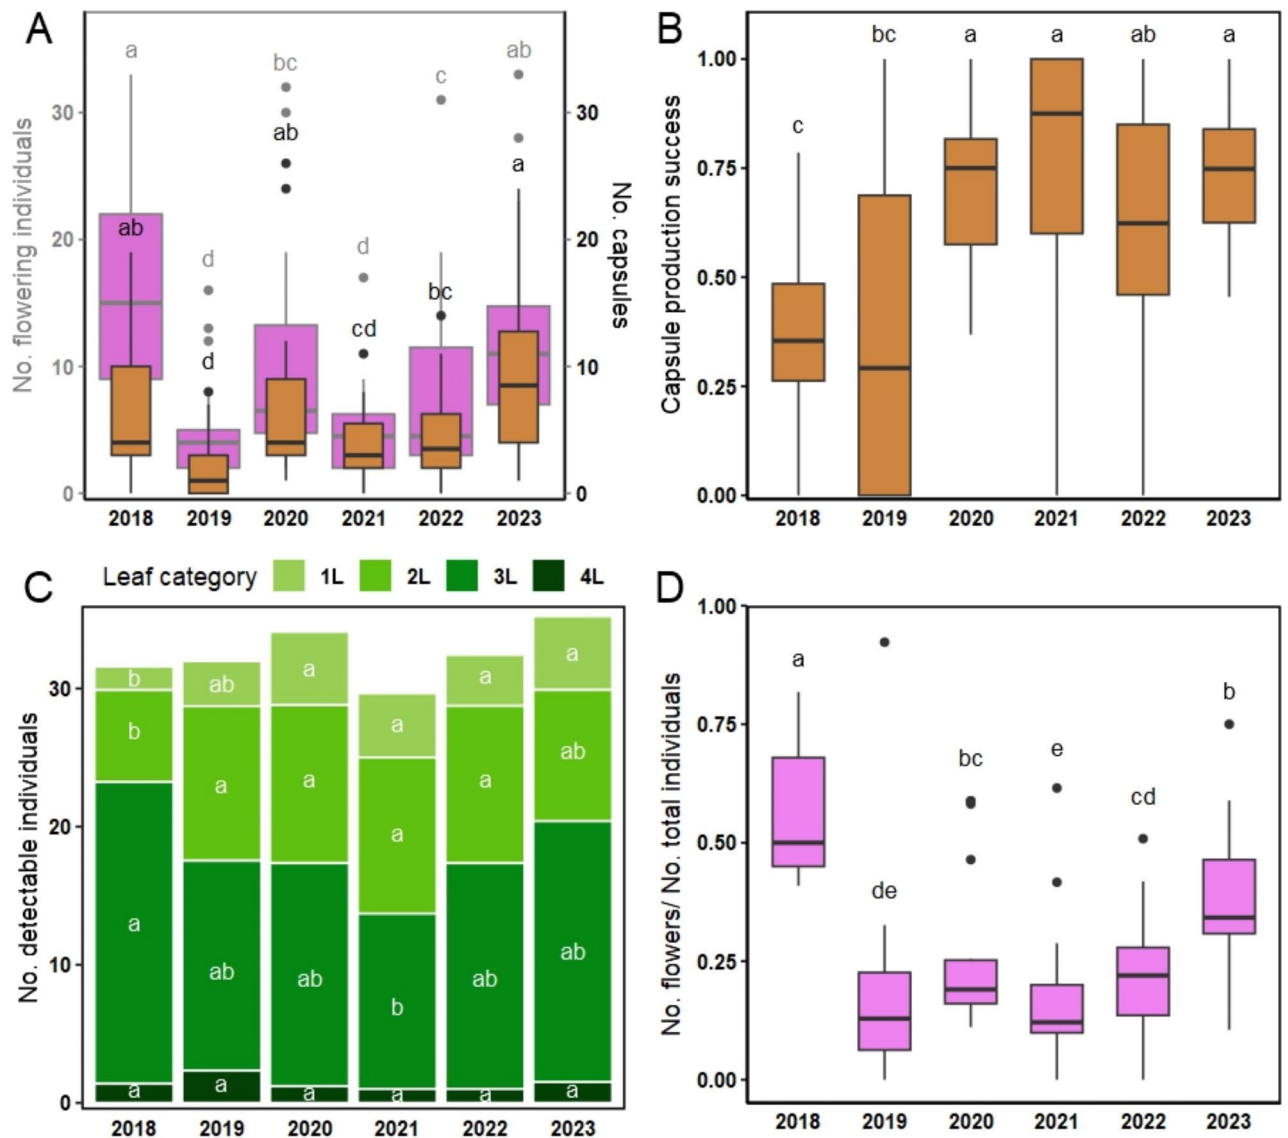 A
a
bc
ab
c
ab
d
d
a
ab
bc
cd
d
30
20
10
0
30
20
10
0
No. flowering individuals
No. capsules
2018 2019 2020 2021 2022 2023
B
c bc a a ab a
1.00
0.75
0.50
0.25
0.00
Capsule production success
2018 2019 2020 2021 2022 2023
Leaf category 1L 2L 3L 4L
C
30
20
10
0
No. detectable individuals
b ab a a a a
b a a a a ab
a ab ab b ab ab
a a a a a a
2018 2019 2020 2021 2022 2023
D
1.00
0.75
0.50
0.25
0.00
No. flowers/ No. total individuals
a de bc e cd b
2018 2019 2020 2021 2022 2023